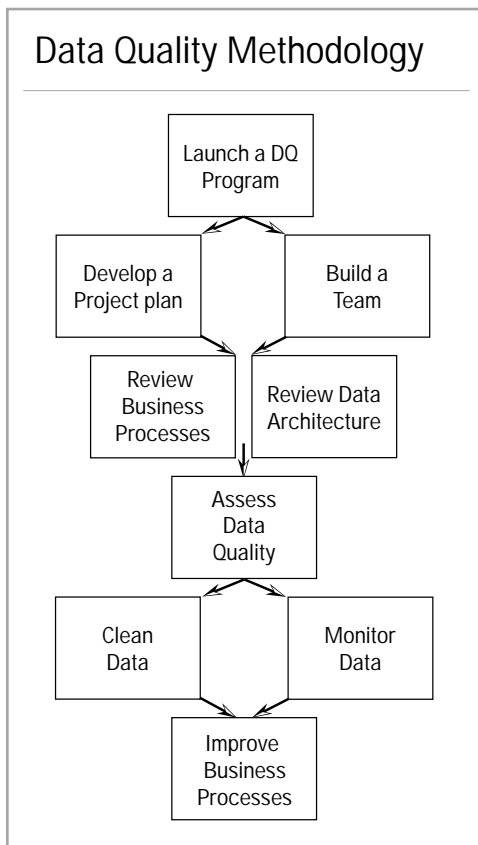 Data Quality Methodology
Launch a DQ
Program
Develop a
Project plan
Build a
Team
Review
Business
Processes
Review Data
Architecture
Assess
Data
Quality
Clean
Data
Monitor
Data
Improve
Business
Processes